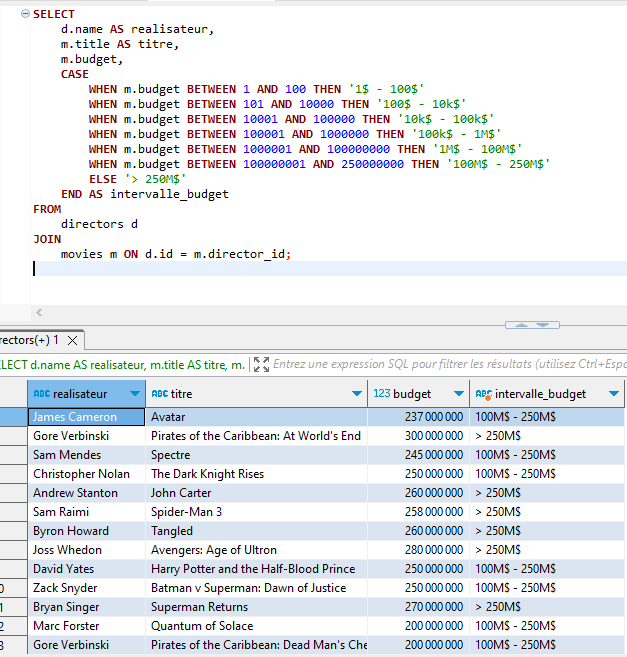 SELECT
d.name AS realisateur,
m.title AS titre,
m.budget,
CASE
WHEN m.budget BETWEEN 1 AND 100 THEN '1$ - 100$'
WHEN m.budget BETWEEN 101 AND 10000 THEN '100$ - 10k$'
WHEN m.budget BETWEEN 10001 AND 100000 THEN '10k$ - 100k$'
WHEN m.budget BETWEEN 100001 AND 1000000 THEN '100k$ - 1M$'
WHEN m.budget BETWEEN 1000001 AND 100000000 THEN '1M$ - 100M$'
WHEN m.budget BETWEEN 100000001 AND 250000000 THEN '100M$ - 250M$'
ELSE '> 250M$'
END AS intervalle_budget
FROM
directors d
JOIN
movies m ON d.id = m.director_id;
rectors(+) 1
LECT d.name AS realisateur, m.title AS titre, m. Entrez une expression SQL pour filtrer les résultats (utilisez Ctrl+Espa
ABC realisateur ABC titre 123 budget ABC intervalle_budget
James Cameron Avatar 237 000 000 100M$ - 250M$
Gore Verbinski Pirates of the Caribbean: At World's End 300 000 000 > 250M$
Sam Mendes Spectre 245 000 000 100M$ - 250M$
Christopher Nolan The Dark Knight Rises 250 000 000 100M$ - 250M$
Andrew Stanton John Carter 260 000 000 > 250M$
Sam Raimi Spider-Man 3 258 000 000 > 250M$
Byron Howard Tangled 260 000 000 > 250M$
Joss Whedon Avengers: Age of Ultron 280 000 000 > 250M$
David Yates Harry Potter and the Half-Blood Prince 250 000 000 100M$ - 250M$
0 Zack Snyder Batman v Superman: Dawn of Justice 250 000 000 100M$ - 250M$
1 Bryan Singer Superman Returns 270 000 000 > 250M$
2 Marc Forster Quantum of Solace 200 000 000 100M$ - 250M$
3 Gore Verbinski Pirates of the Caribbean: Dead Man's Che 200 000 000 100M$ - 250M$